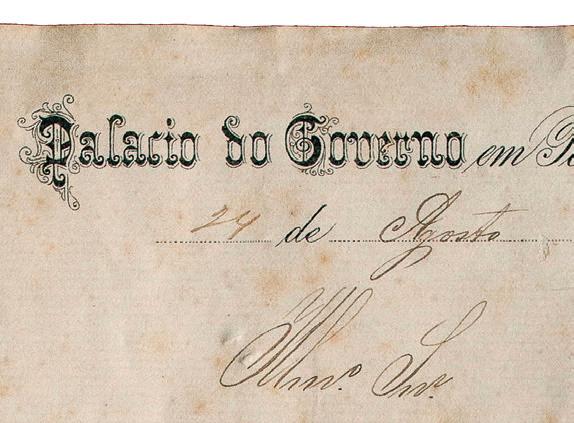 Palacio do Governo em
24 de Agosto
Illmo. Snr.